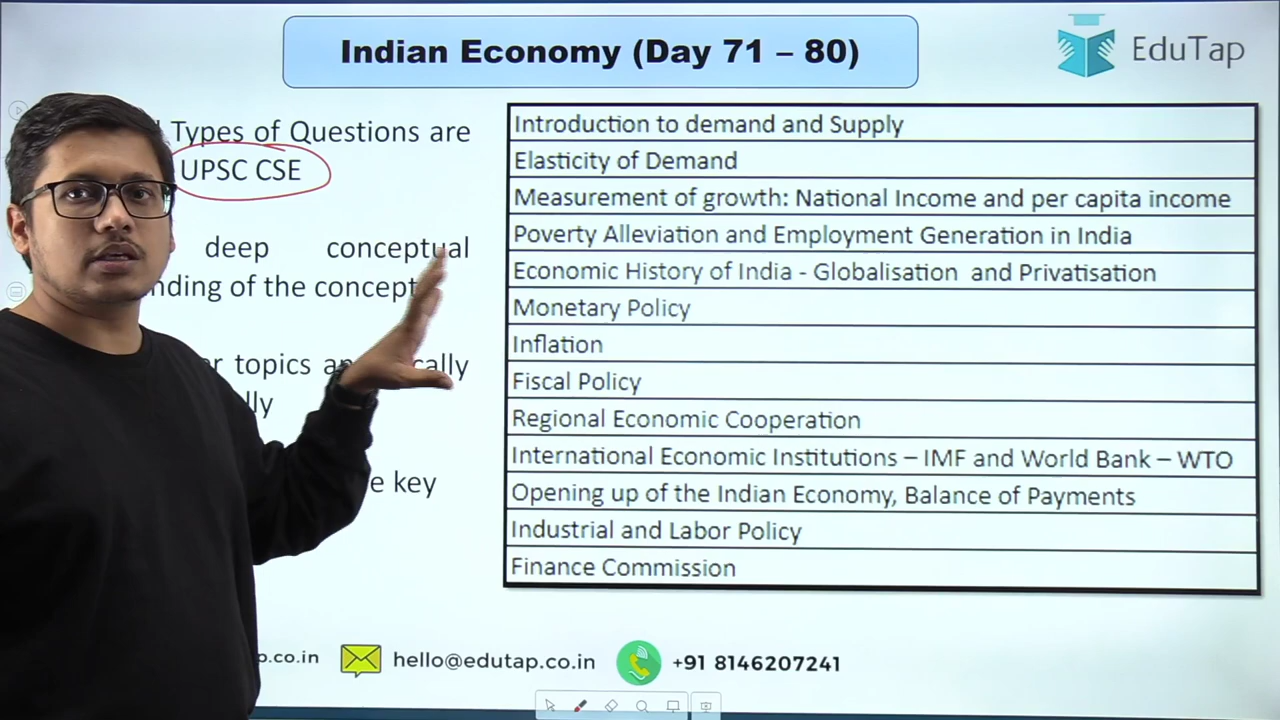 Indian Economy (Day 71 – 80)
EduTap
Types of Questions are
UPSC CSE
deep conceptual
of the concept
topics
key
Introduction to demand and Supply
Elasticity of Demand
Measurement of growth: National Income and per capita income
Poverty Alleviation and Employment Generation in India
Economic History of India - Globalisation and Privatisation
Monetary Policy
Inflation
Fiscal Policy
Regional Economic Cooperation
International Economic Institutions – IMF and World Bank – WTO
Opening up of the Indian Economy, Balance of Payments
Industrial and Labor Policy
Finance Commission
p.co.in
hello@edutap.co.in
+91 8146207241